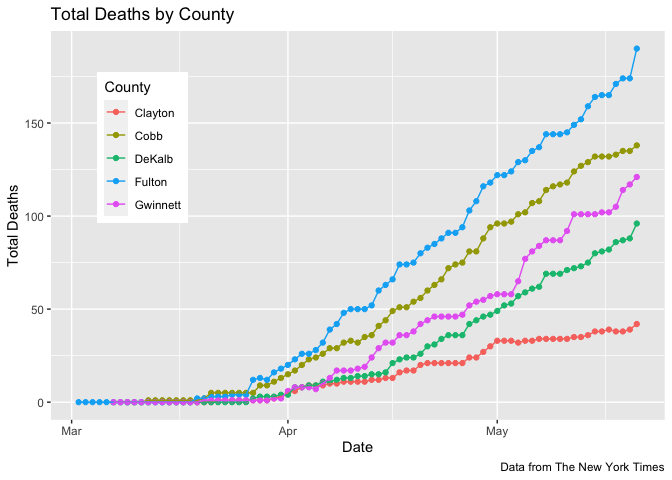 Total Deaths by County
County
Clayton
Cobb
DeKalb
Fulton
Gwinnett
Total Deaths
150
100
50
0
Mar
Apr
May
Date
Data from The New York Times